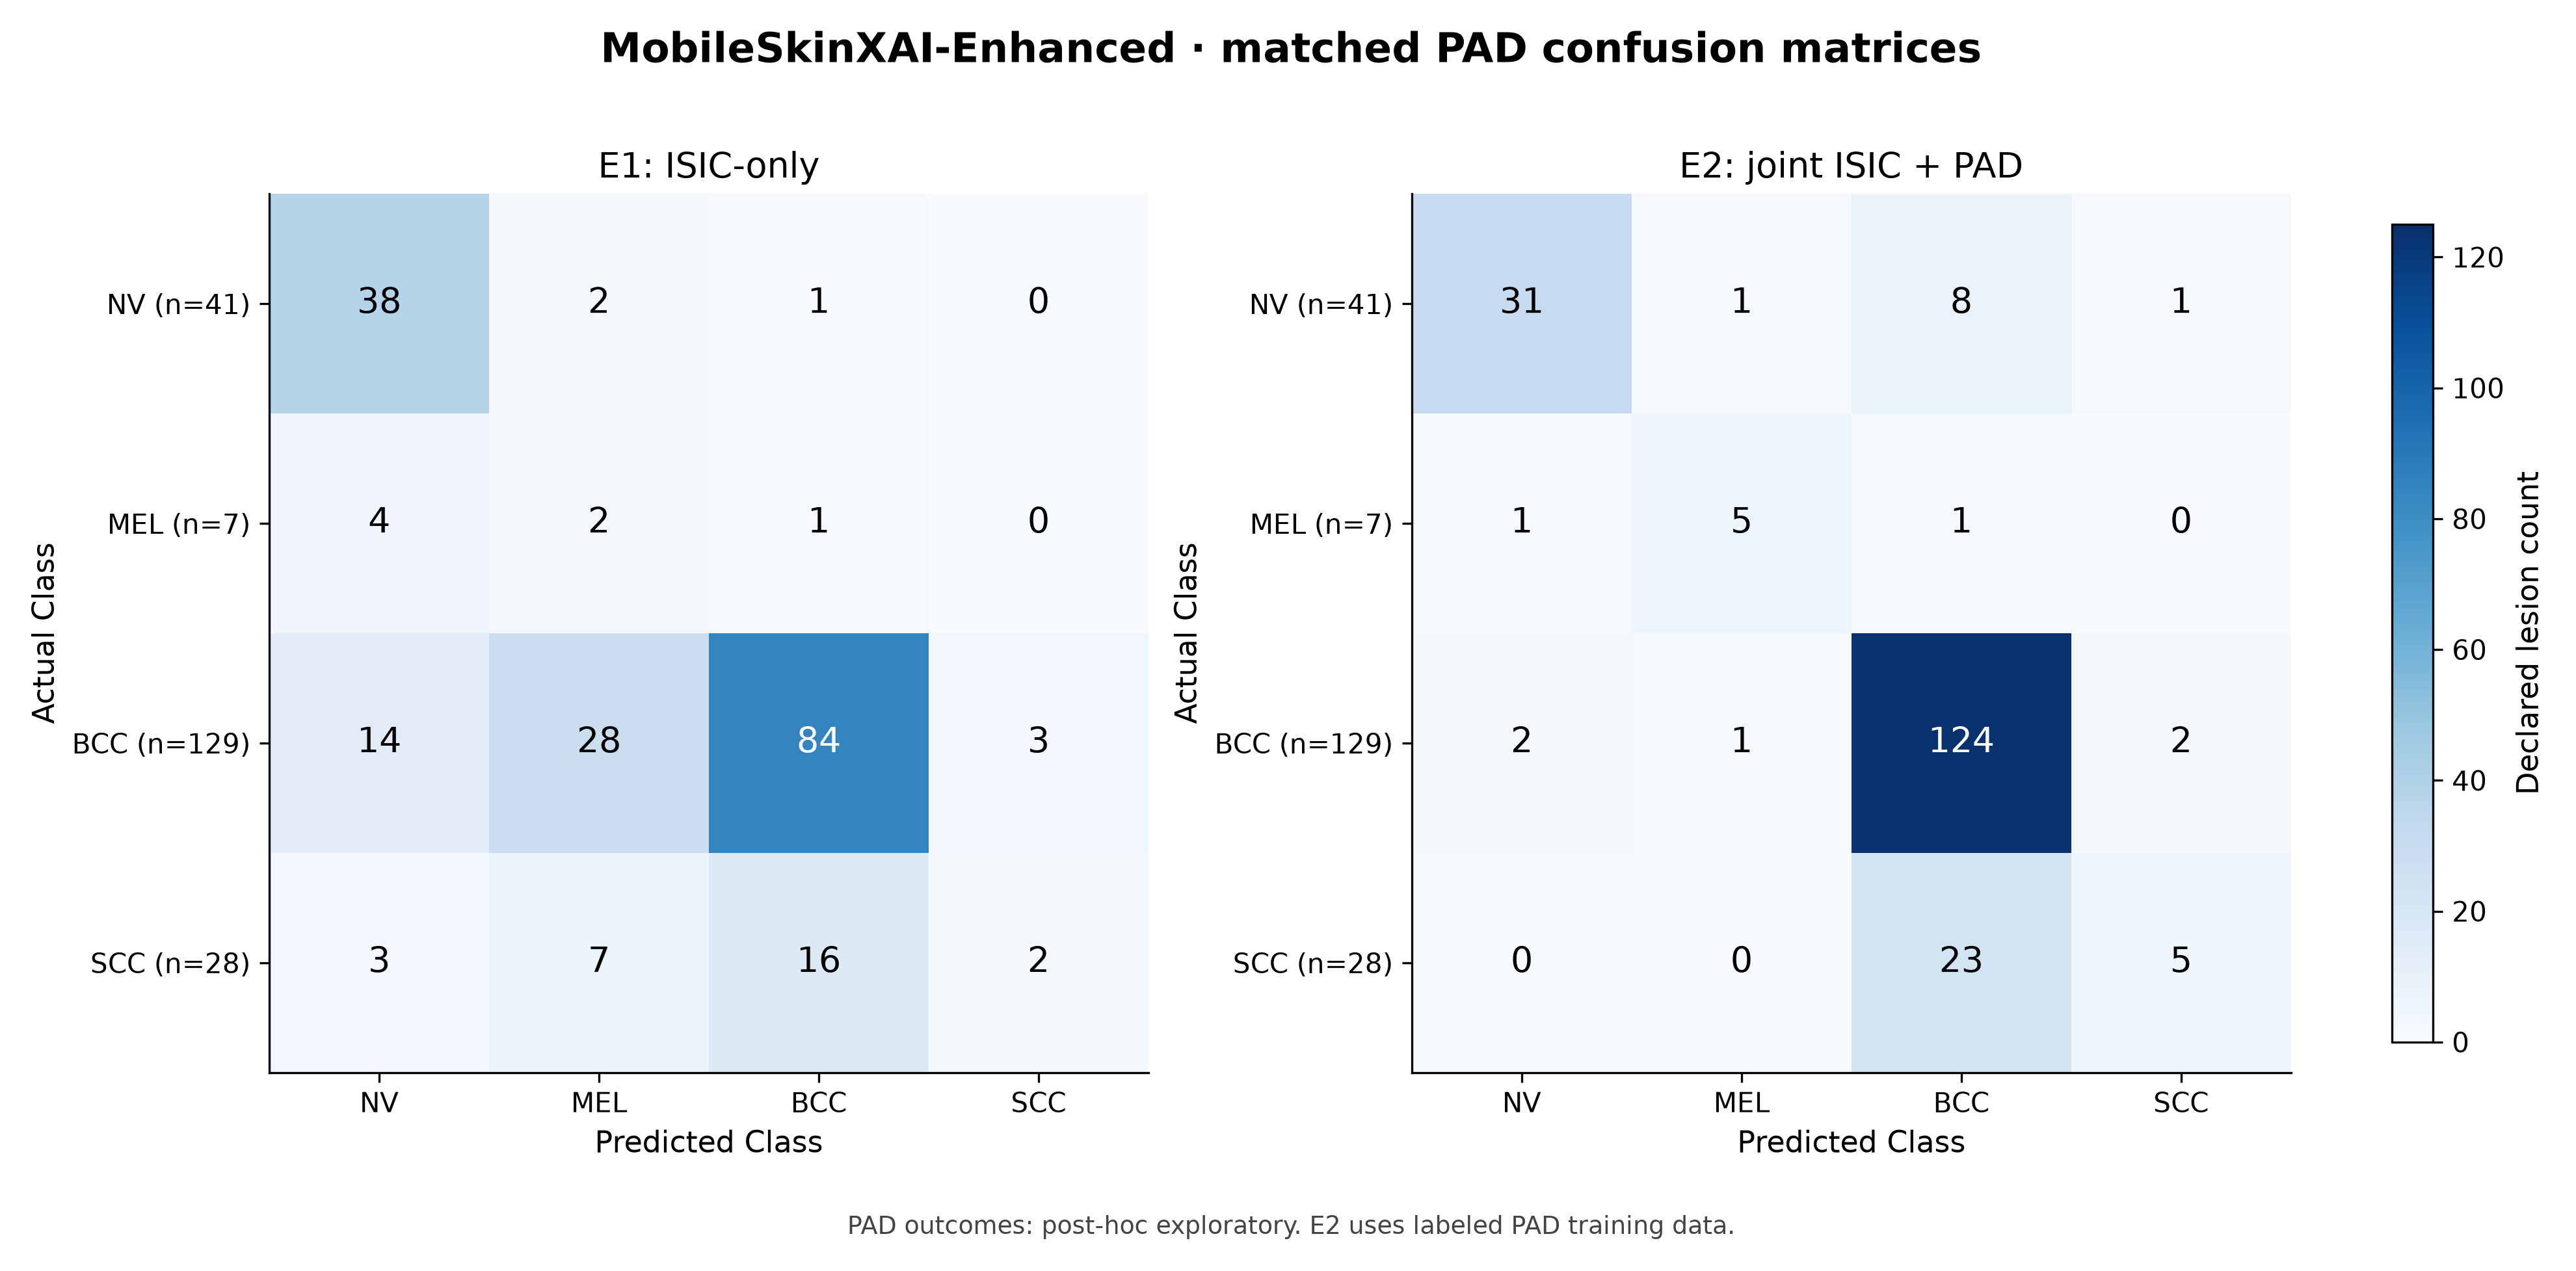 MobileSkinXAI-Enhanced · matched PAD confusion matrices
E1: ISIC-only
Actual Class
NV (n=41) 38 2 1 0
MEL (n=7) 4 2 1 0
BCC (n=129) 14 28 84 3
SCC (n=28) 3 7 16 2
NV MEL BCC SCC
Predicted Class
E2: joint ISIC + PAD
Actual Class
NV (n=41) 31 1 8 1
MEL (n=7) 1 5 1 0
BCC (n=129) 2 1 124 2
SCC (n=28) 0 0 23 5
NV MEL BCC SCC
Predicted Class
120
100
80
60
40
20
0
Declared lesion count
PAD outcomes: post-hoc exploratory. E2 uses labeled PAD training data.